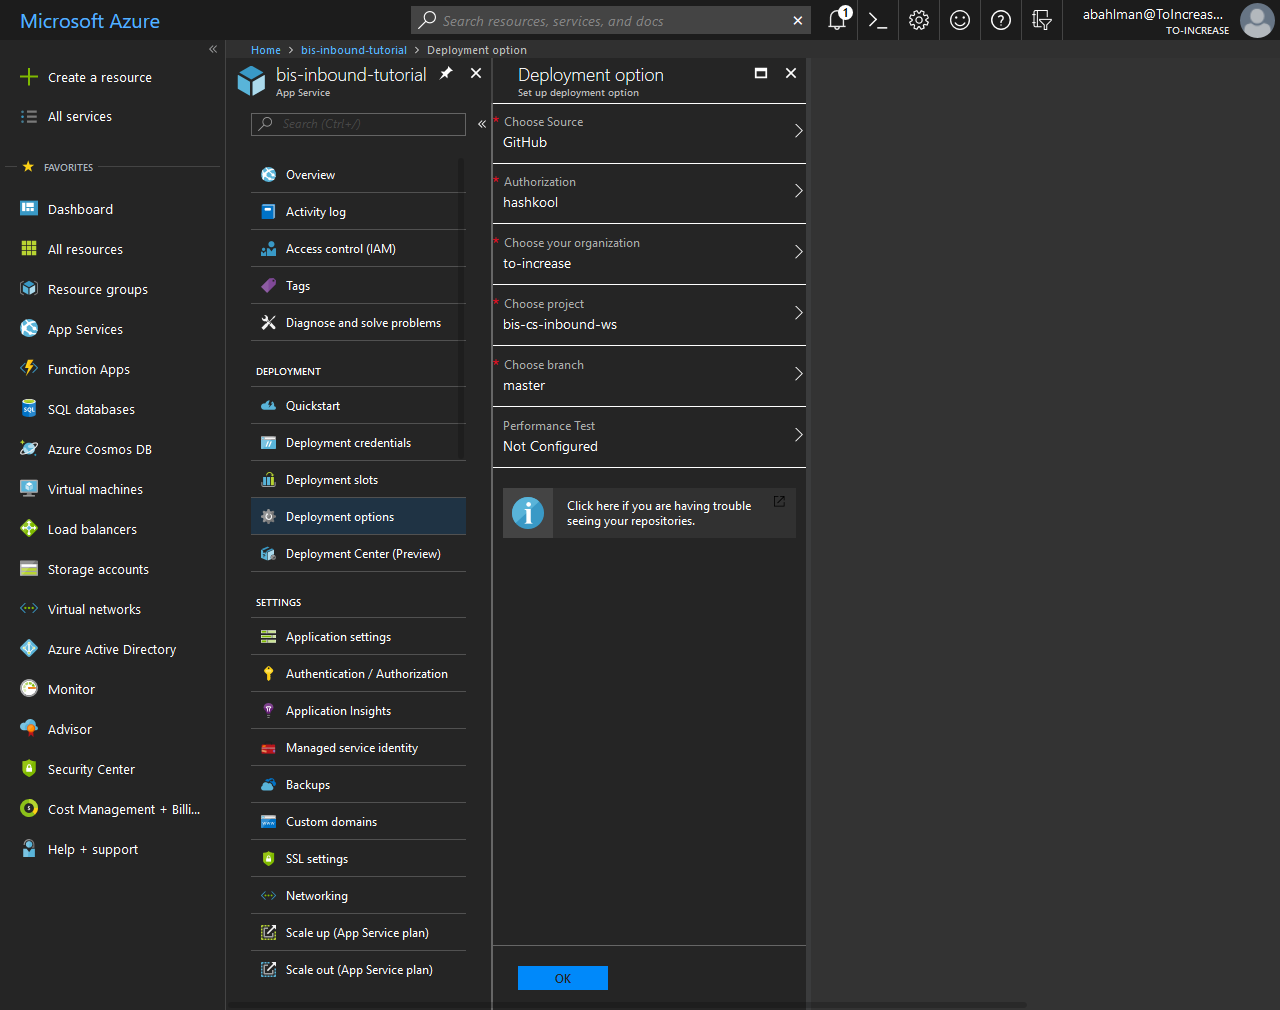 Microsoft Azure
Search resources, services, and docs
1
abahlman@ToIncreas...
TO-INCREASE
Create a resource
All services
FAVORITES
Dashboard
All resources
Resource groups
App Services
Function Apps
SQL databases
Azure Cosmos DB
Virtual machines
Load balancers
Storage accounts
Virtual networks
Azure Active Directory
Monitor
Advisor
Security Center
Cost Management + Billi...
Help + support
Home > bis-inbound-tutorial > Deployment option
bis-inbound-tutorial
App Service
Search (Ctrl+/)
Overview
Activity log
Access control (IAM)
Tags
Diagnose and solve problems
DEPLOYMENT
Quickstart
Deployment credentials
Deployment slots
Deployment options
Deployment Center (Preview)
SETTINGS
Application settings
Authentication / Authorization
Application Insights
Managed service identity
Backups
Custom domains
SSL settings
Networking
Scale up (App Service plan)
Scale out (App Service plan)
Deployment option
Set up deployment option
* Choose Source
GitHub
* Authorization
hashkool
* Choose your organization
to-increase
* Choose project
bis-cs-inbound-ws
* Choose branch
master
Performance Test
Not Configured
Click here if you are having trouble
seeing your repositories.
OK